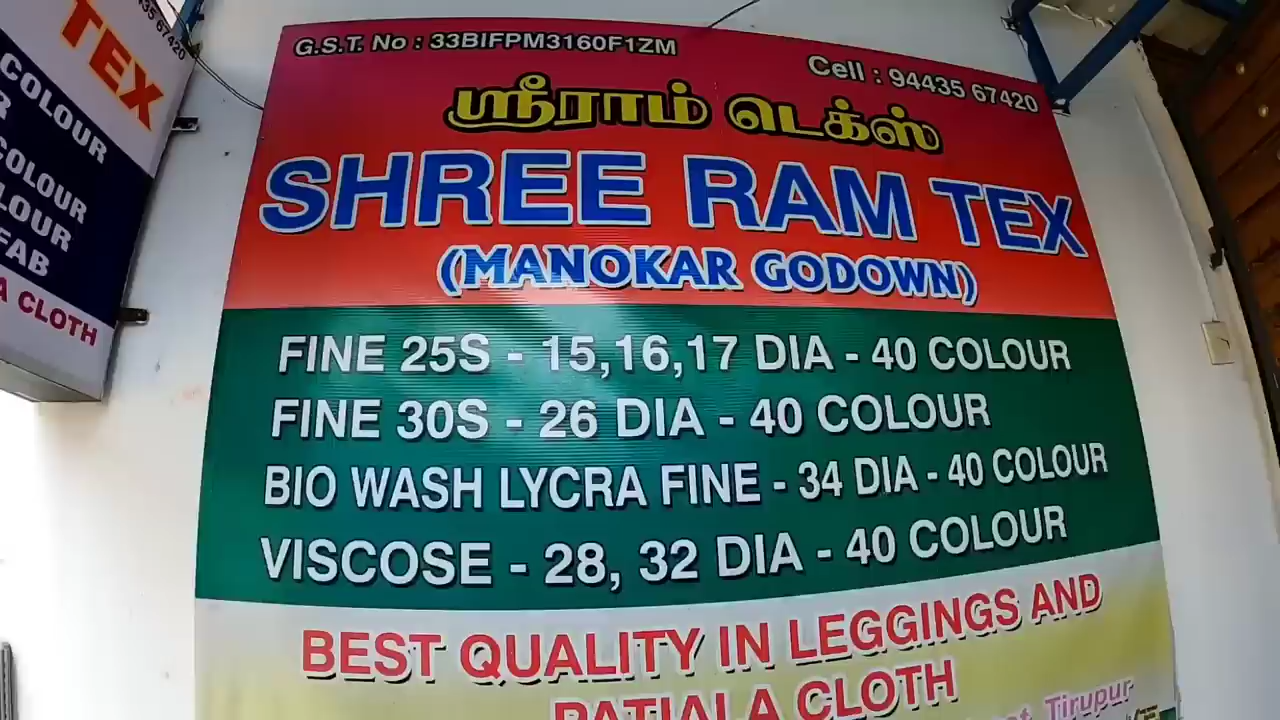 TEX
COLOUR
COLOUR
LOUR
FAB
A CLOTH
G.S.T. No : 33BIFPM3160F1ZM
Cell : 94435 67420
ஸ்ரீராம் டெக்ஸ்
SHREE RAM TEX
(MANOKAR GODOWN)
FINE 25S - 15,16,17 DIA - 40 COLOUR
FINE 30S - 26 DIA - 40 COLOUR
BIO WASH LYCRA FINE - 34 DIA - 40 COLOUR
VISCOSE - 28, 32 DIA - 40 COLOUR
BEST QUALITY IN LEGGINGS AND
PATIALA CLOTH
Tirupur